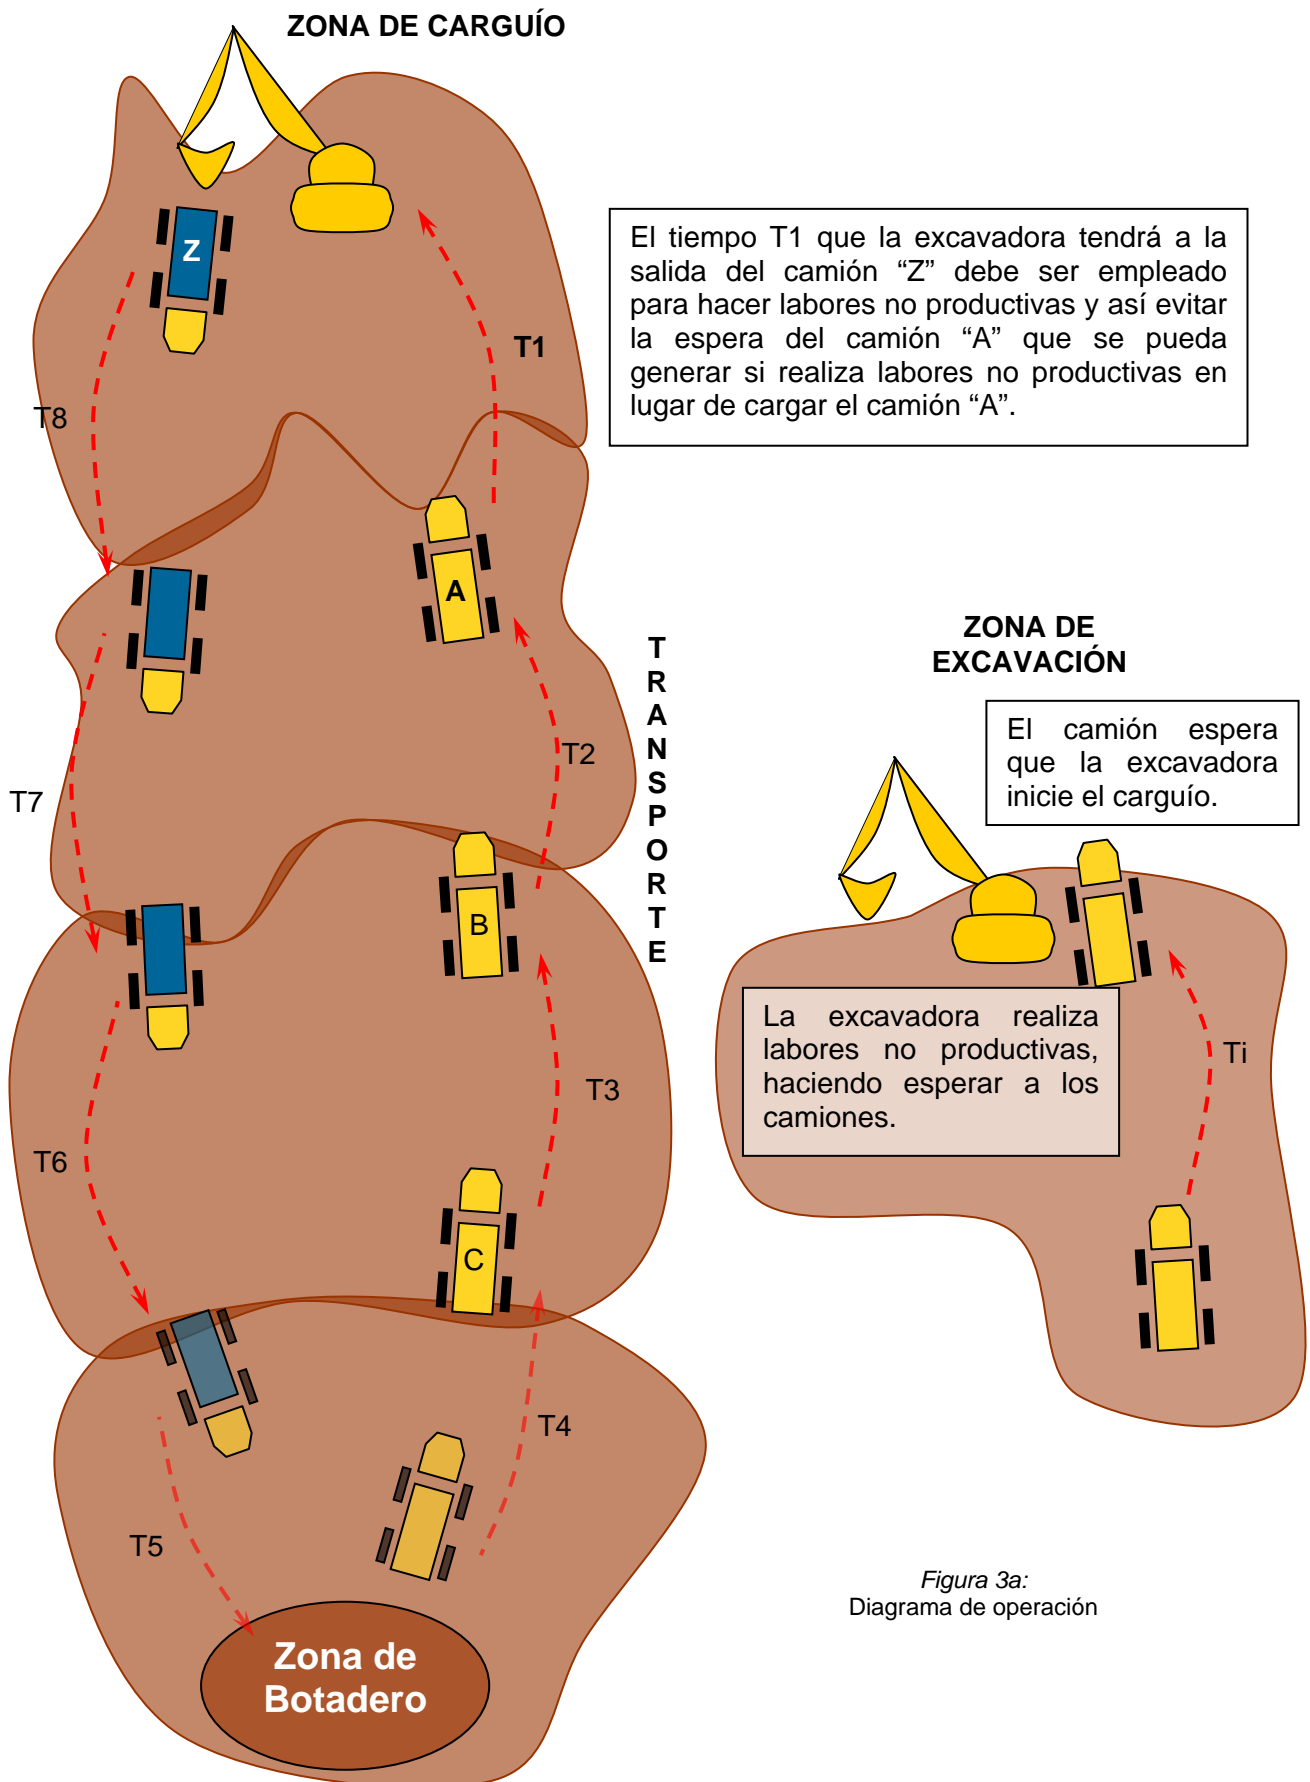 ZONA DE CARGUÍO
Z
El tiempo T1 que la excavadora tendrá a la
salida del camión “Z” debe ser empleado
para hacer labores no productivas y así evitar
la espera del camión “A” que se pueda
generar si realiza labores no productivas en
lugar de cargar el camión “A”.
T1
T8
A
TRANSPORTE
ZONA DE
EXCAVACIÓN
El camión espera
que la excavadora
inicie el carguío.
T2
T7
B
La excavadora realiza
labores no productivas,
haciendo esperar a los
camiones.
Ti
T3
T6
C
T4
T5
Figura 3a:
Diagrama de operación
Zona de
Botadero